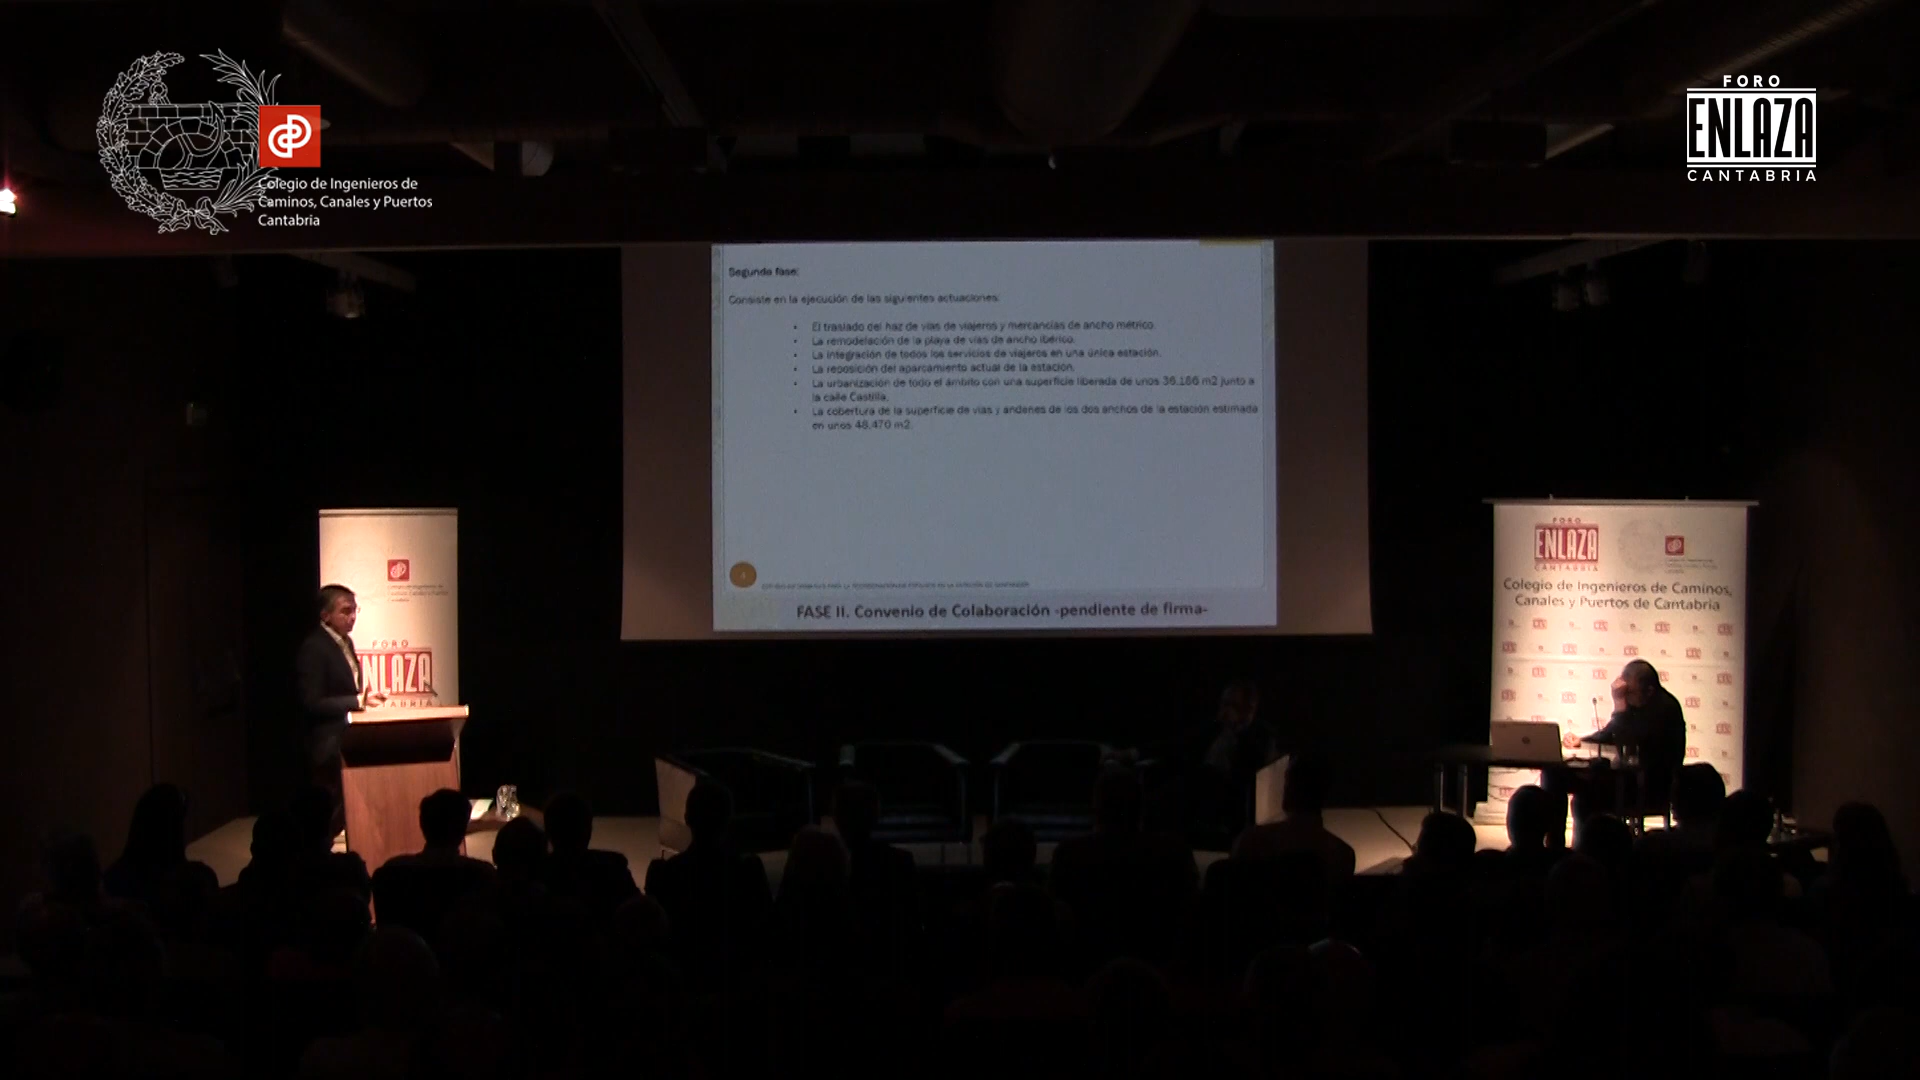 Colegio de Ingenieros de
Caminos, Canales y Puertos
Cantabria
FORO
ENLAZA
CANTABRIA
Segunda fase:
Consiste en la ejecución de las siguientes actuaciones:
• El traslado del haz de vías de viajeros y mercancías de ancho métrico.
• La remodelación de la playa de vías de ancho ibérico.
• La integración de todos los servicios de viajeros en una única estación.
• La reposición del aparcamiento actual de la estación.
• La urbanización de todo el ámbito con una superficie liberada de unos 36.186 m2 junto a
la calle Castilla.
• La cobertura de la superficie de vías y andenes de los dos anchos de la estación estimada
en unos 48.470 m2.
FASE II. Convenio de Colaboración -pendiente de firma-
FORO
ENLAZA
CANTABRIA
FORO
ENLAZA
CANTABRIA
Colegio de Ingenieros de Caminos,
Canales y Puertos de Cantabria